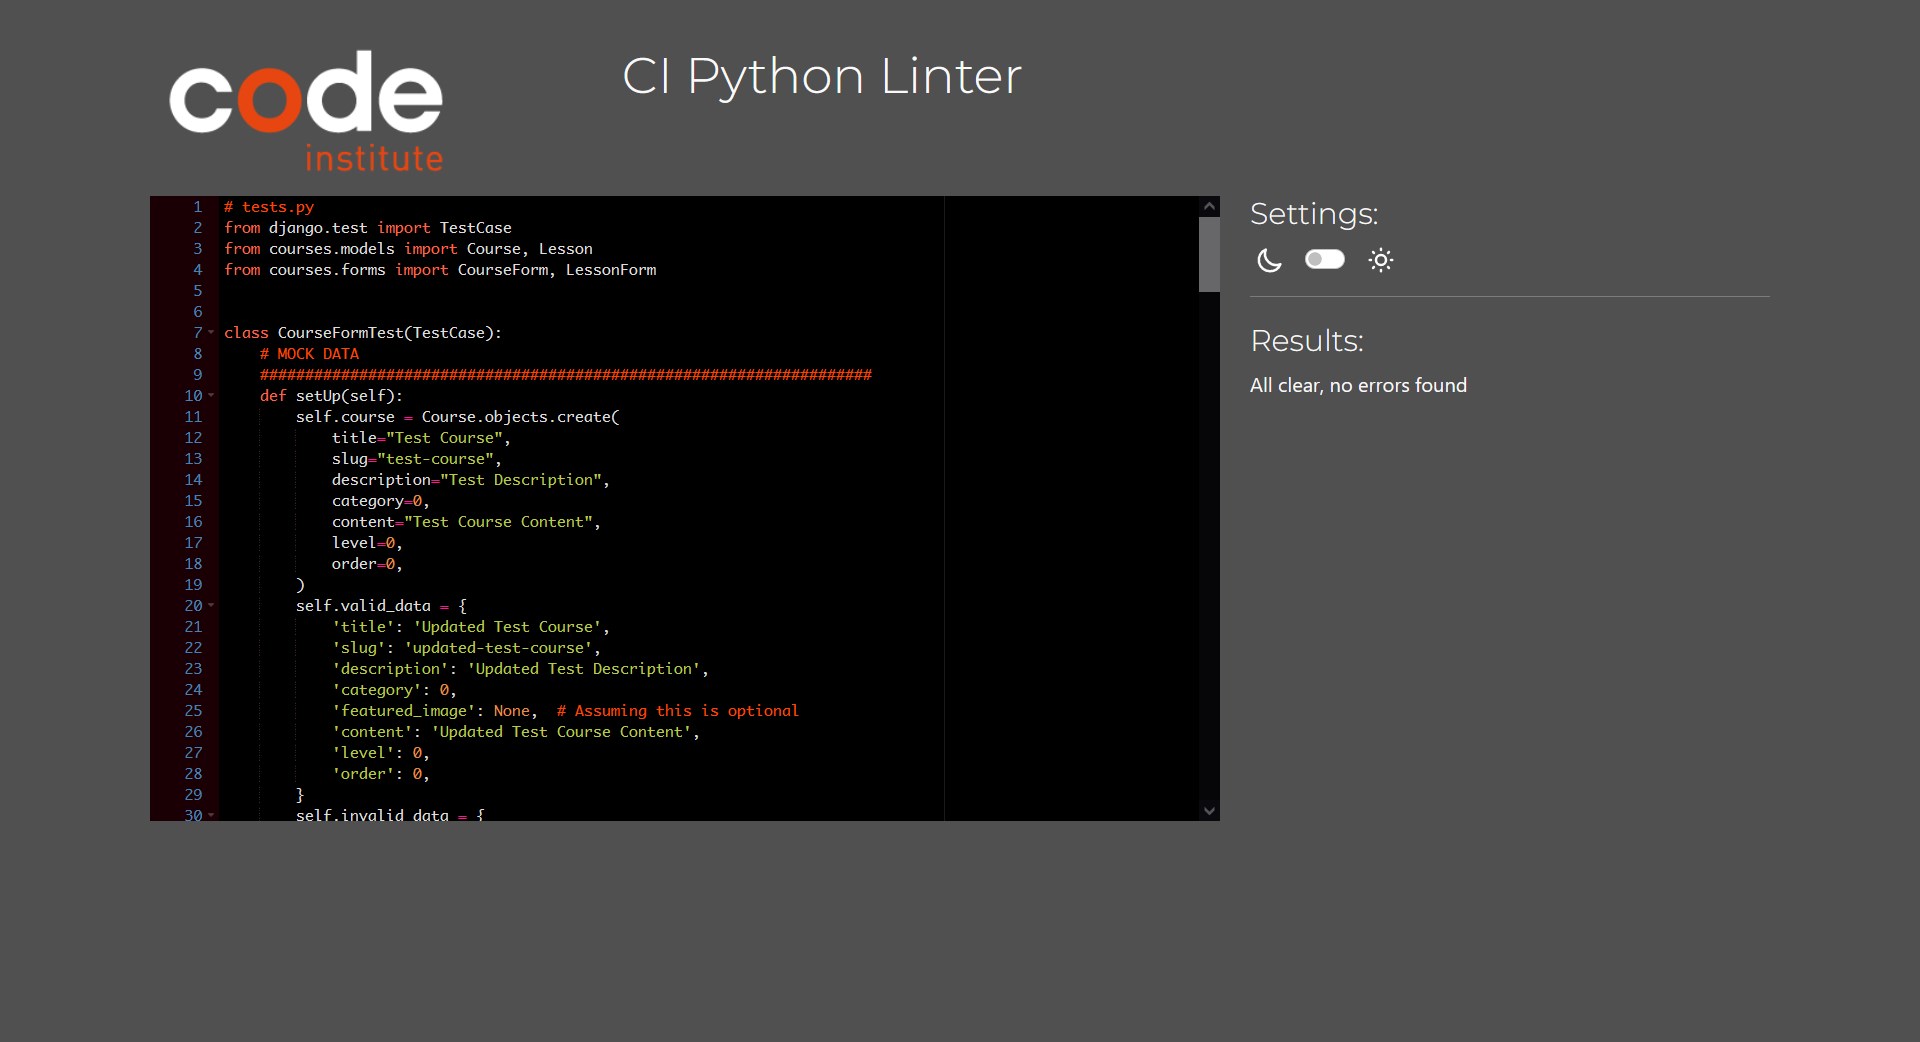 code
institute
CI Python Linter
1 # tests.py
2 from django.test import TestCase
3 from courses.models import Course, Lesson
4 from courses.forms import CourseForm, LessonForm
5
6
7 class CourseFormTest(TestCase):
8     # MOCK DATA
9     ####################################################################
10     def setUp(self):
11         self.course = Course.objects.create(
12             title="Test Course",
13             slug="test-course",
14             description="Test Description",
15             category=0,
16             content="Test Course Content",
17             level=0,
18             order=0,
19         )
20         self.valid_data = {
21             'title': 'Updated Test Course',
22             'slug': 'updated-test-course',
23             'description': 'Updated Test Description',
24             'category': 0,
25             'featured_image': None,  # Assuming this is optional
26             'content': 'Updated Test Course Content',
27             'level': 0,
28             'order': 0,
29         }
30         self.invalid_data = {
Settings:
Results:
All clear, no errors found